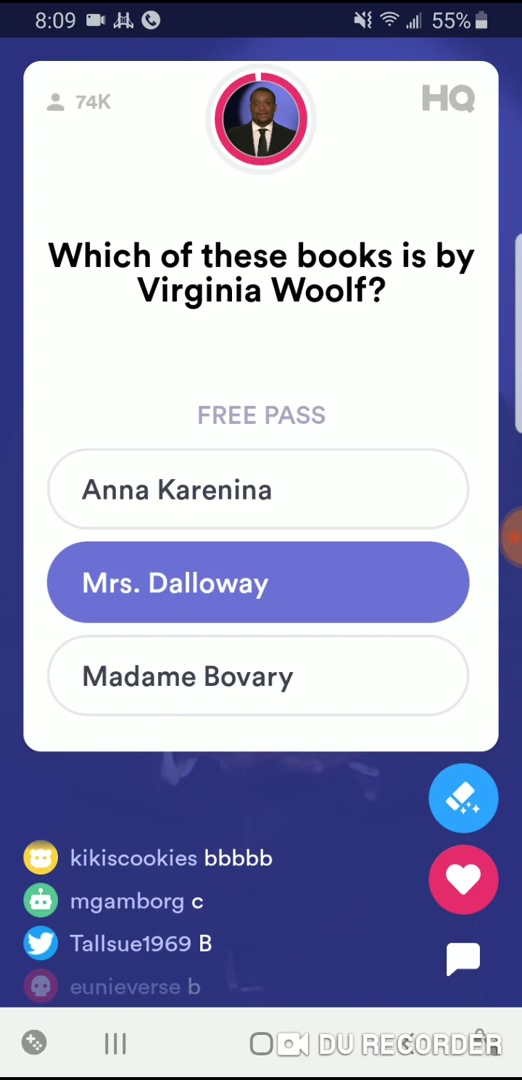 8:09 55%
74K
HQ
Which of these books is by
Virginia Woolf?
FREE PASS
Anna Karenina
Mrs. Dalloway
Madame Bovary
kikiscookies bbbbb
mgamborg c
Tallsue1969 B
eunieverse b
DU RECORDER